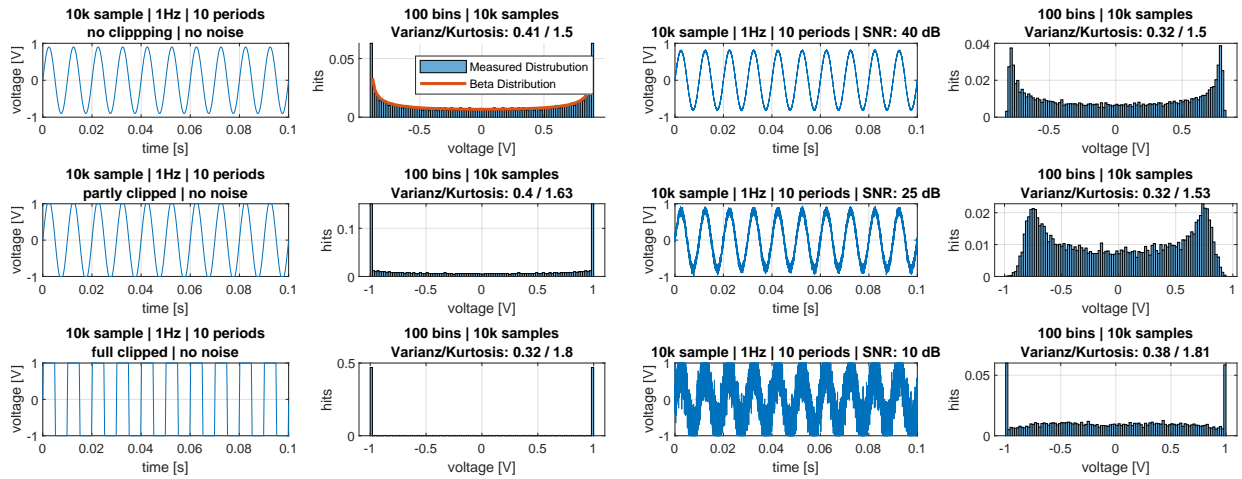 10k sample | 1Hz | 10 periods
no clippping | no noise
voltage [V]
1
0
-1
0 0.02 0.04 0.06 0.08 0.1
time [s]
100 bins | 10k samples
Varianz/Kurtosis: 0.41 / 1.5
hits
0.05
0
Measured Distrubution
Beta Distribution
-0.5 0 0.5
voltage [V]
10k sample | 1Hz | 10 periods | SNR: 40 dB
voltage [V]
1
0
-1
0 0.02 0.04 0.06 0.08 0.1
time [s]
100 bins | 10k samples
Varianz/Kurtosis: 0.32 / 1.5
hits
0.04
0.02
0
-0.5 0 0.5
voltage [V]
10k sample | 1Hz | 10 periods
partly clipped | no noise
voltage [V]
1
0
-1
0 0.02 0.04 0.06 0.08 0.1
time [s]
100 bins | 10k samples
Varianz/Kurtosis: 0.4 / 1.63
hits
0.1
0
-1 -0.5 0 0.5 1
voltage [V]
10k sample | 1Hz | 10 periods | SNR: 25 dB
voltage [V]
1
0
-1
0 0.02 0.04 0.06 0.08 0.1
time [s]
100 bins | 10k samples
Varianz/Kurtosis: 0.32 / 1.53
hits
0.02
0.01
0
-1 -0.5 0 0.5 1
voltage [V]
10k sample | 1Hz | 10 periods
full clipped | no noise
voltage [V]
1
0
-1
0 0.02 0.04 0.06 0.08 0.1
time [s]
100 bins | 10k samples
Varianz/Kurtosis: 0.32 / 1.8
hits
0.5
0
-1 -0.5 0 0.5 1
voltage [V]
10k sample | 1Hz | 10 periods | SNR: 10 dB
voltage [V]
1
0
-1
0 0.02 0.04 0.06 0.08 0.1
time [s]
100 bins | 10k samples
Varianz/Kurtosis: 0.38 / 1.81
hits
0.05
0
-1 -0.5 0 0.5 1
voltage [V]